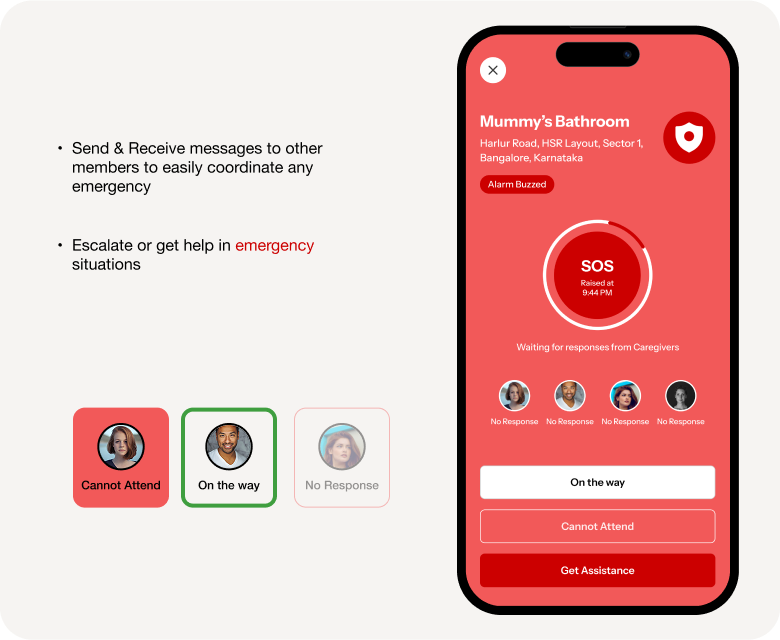 • Send & Receive messages to other
members to easily coordinate any
emergency
• Escalate or get help in emergency
situations
Cannot Attend
On the way
No Response
Mummy’s Bathroom
Harlur Road, HSR Layout, Sector 1,
Bangalore, Karnataka
Alarm Buzzed
SOS
Raised at
9:44 PM
Waiting for responses from Caregivers
No Response No Response No Response No Response
On the way
Cannot Attend
Get Assistance